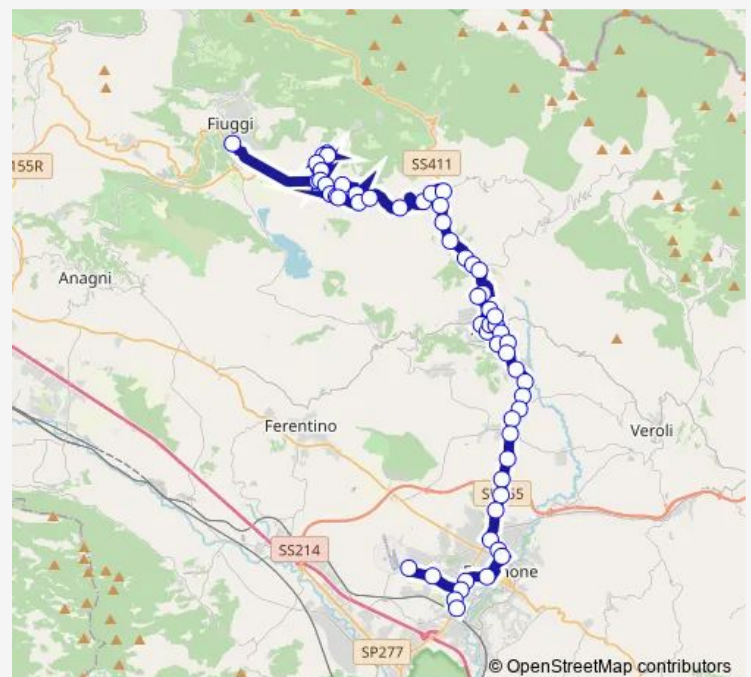 Fiuggi
155R
SS411
Anagni
Ferentino
Veroli
SS214
SP277
© OpenStreetMap contributors